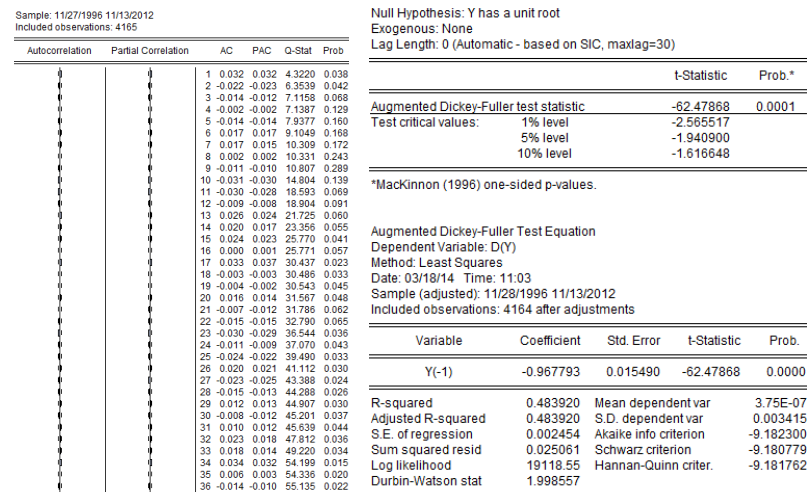 Sample: 11/27/1996 11/13/2012
Included observations: 4165
Autocorrelation Partial Correlation AC PAC Q-Stat Prob
1 0.032 0.032 4.3220 0.038
2 -0.022 -0.023 6.3539 0.042
3 -0.014 -0.012 7.1158 0.068
4 -0.002 -0.002 7.1387 0.129
5 -0.014 -0.014 7.9377 0.160
6 0.017 0.017 9.1049 0.168
7 0.017 0.015 10.309 0.172
8 0.002 0.002 10.331 0.243
9 -0.011 -0.010 10.807 0.289
10 -0.031 -0.030 14.804 0.139
11 -0.030 -0.028 18.593 0.069
12 -0.009 -0.008 18.904 0.091
13 0.026 0.024 21.725 0.060
14 0.020 0.017 23.356 0.055
15 0.024 0.023 25.770 0.041
16 0.000 0.001 25.771 0.057
17 0.033 0.037 30.437 0.023
18 -0.003 -0.003 30.486 0.033
19 -0.004 -0.002 30.543 0.045
20 0.016 0.014 31.567 0.048
21 -0.007 -0.012 31.786 0.062
22 -0.015 -0.015 32.790 0.065
23 -0.030 -0.029 36.544 0.036
24 -0.011 -0.009 37.070 0.043
25 -0.024 -0.022 39.490 0.033
26 0.020 0.021 41.112 0.030
27 -0.023 -0.025 43.388 0.024
28 -0.015 -0.013 44.288 0.026
29 0.012 0.013 44.907 0.030
30 -0.008 -0.012 45.201 0.037
31 0.010 0.012 45.639 0.044
32 0.023 0.018 47.812 0.036
33 0.018 0.014 49.220 0.034
34 0.034 0.032 54.199 0.015
35 0.006 0.003 54.336 0.020
36 -0.014 -0.010 55.135 0.022
Null Hypothesis: Y has a unit root
Exogenous: None
Lag Length: 0 (Automatic - based on SIC, maxlag=30)
t-Statistic Prob.*
Augmented Dickey-Fuller test statistic -62.47868 0.0001
Test critical values: 1% level -2.565517
5% level -1.940900
10% level -1.616648
*MacKinnon (1996) one-sided p-values.
Augmented Dickey-Fuller Test Equation
Dependent Variable: D(Y)
Method: Least Squares
Date: 03/18/14 Time: 11:03
Sample (adjusted): 11/28/1996 11/13/2012
Included observations: 4164 after adjustments
Variable Coefficient Std. Error t-Statistic Prob.
Y(-1) -0.967793 0.015490 -62.47868 0.0000
R-squared 0.483920 Mean dependent var 3.75E-07
Adjusted R-squared 0.483920 S.D. dependent var 0.003415
S.E. of regression 0.002454 Akaike info criterion -9.182300
Sum squared resid 0.025061 Schwarz criterion -9.180779
Log likelihood 19118.55 Hannan-Quinn criter. -9.181762
Durbin-Watson stat 1.998557